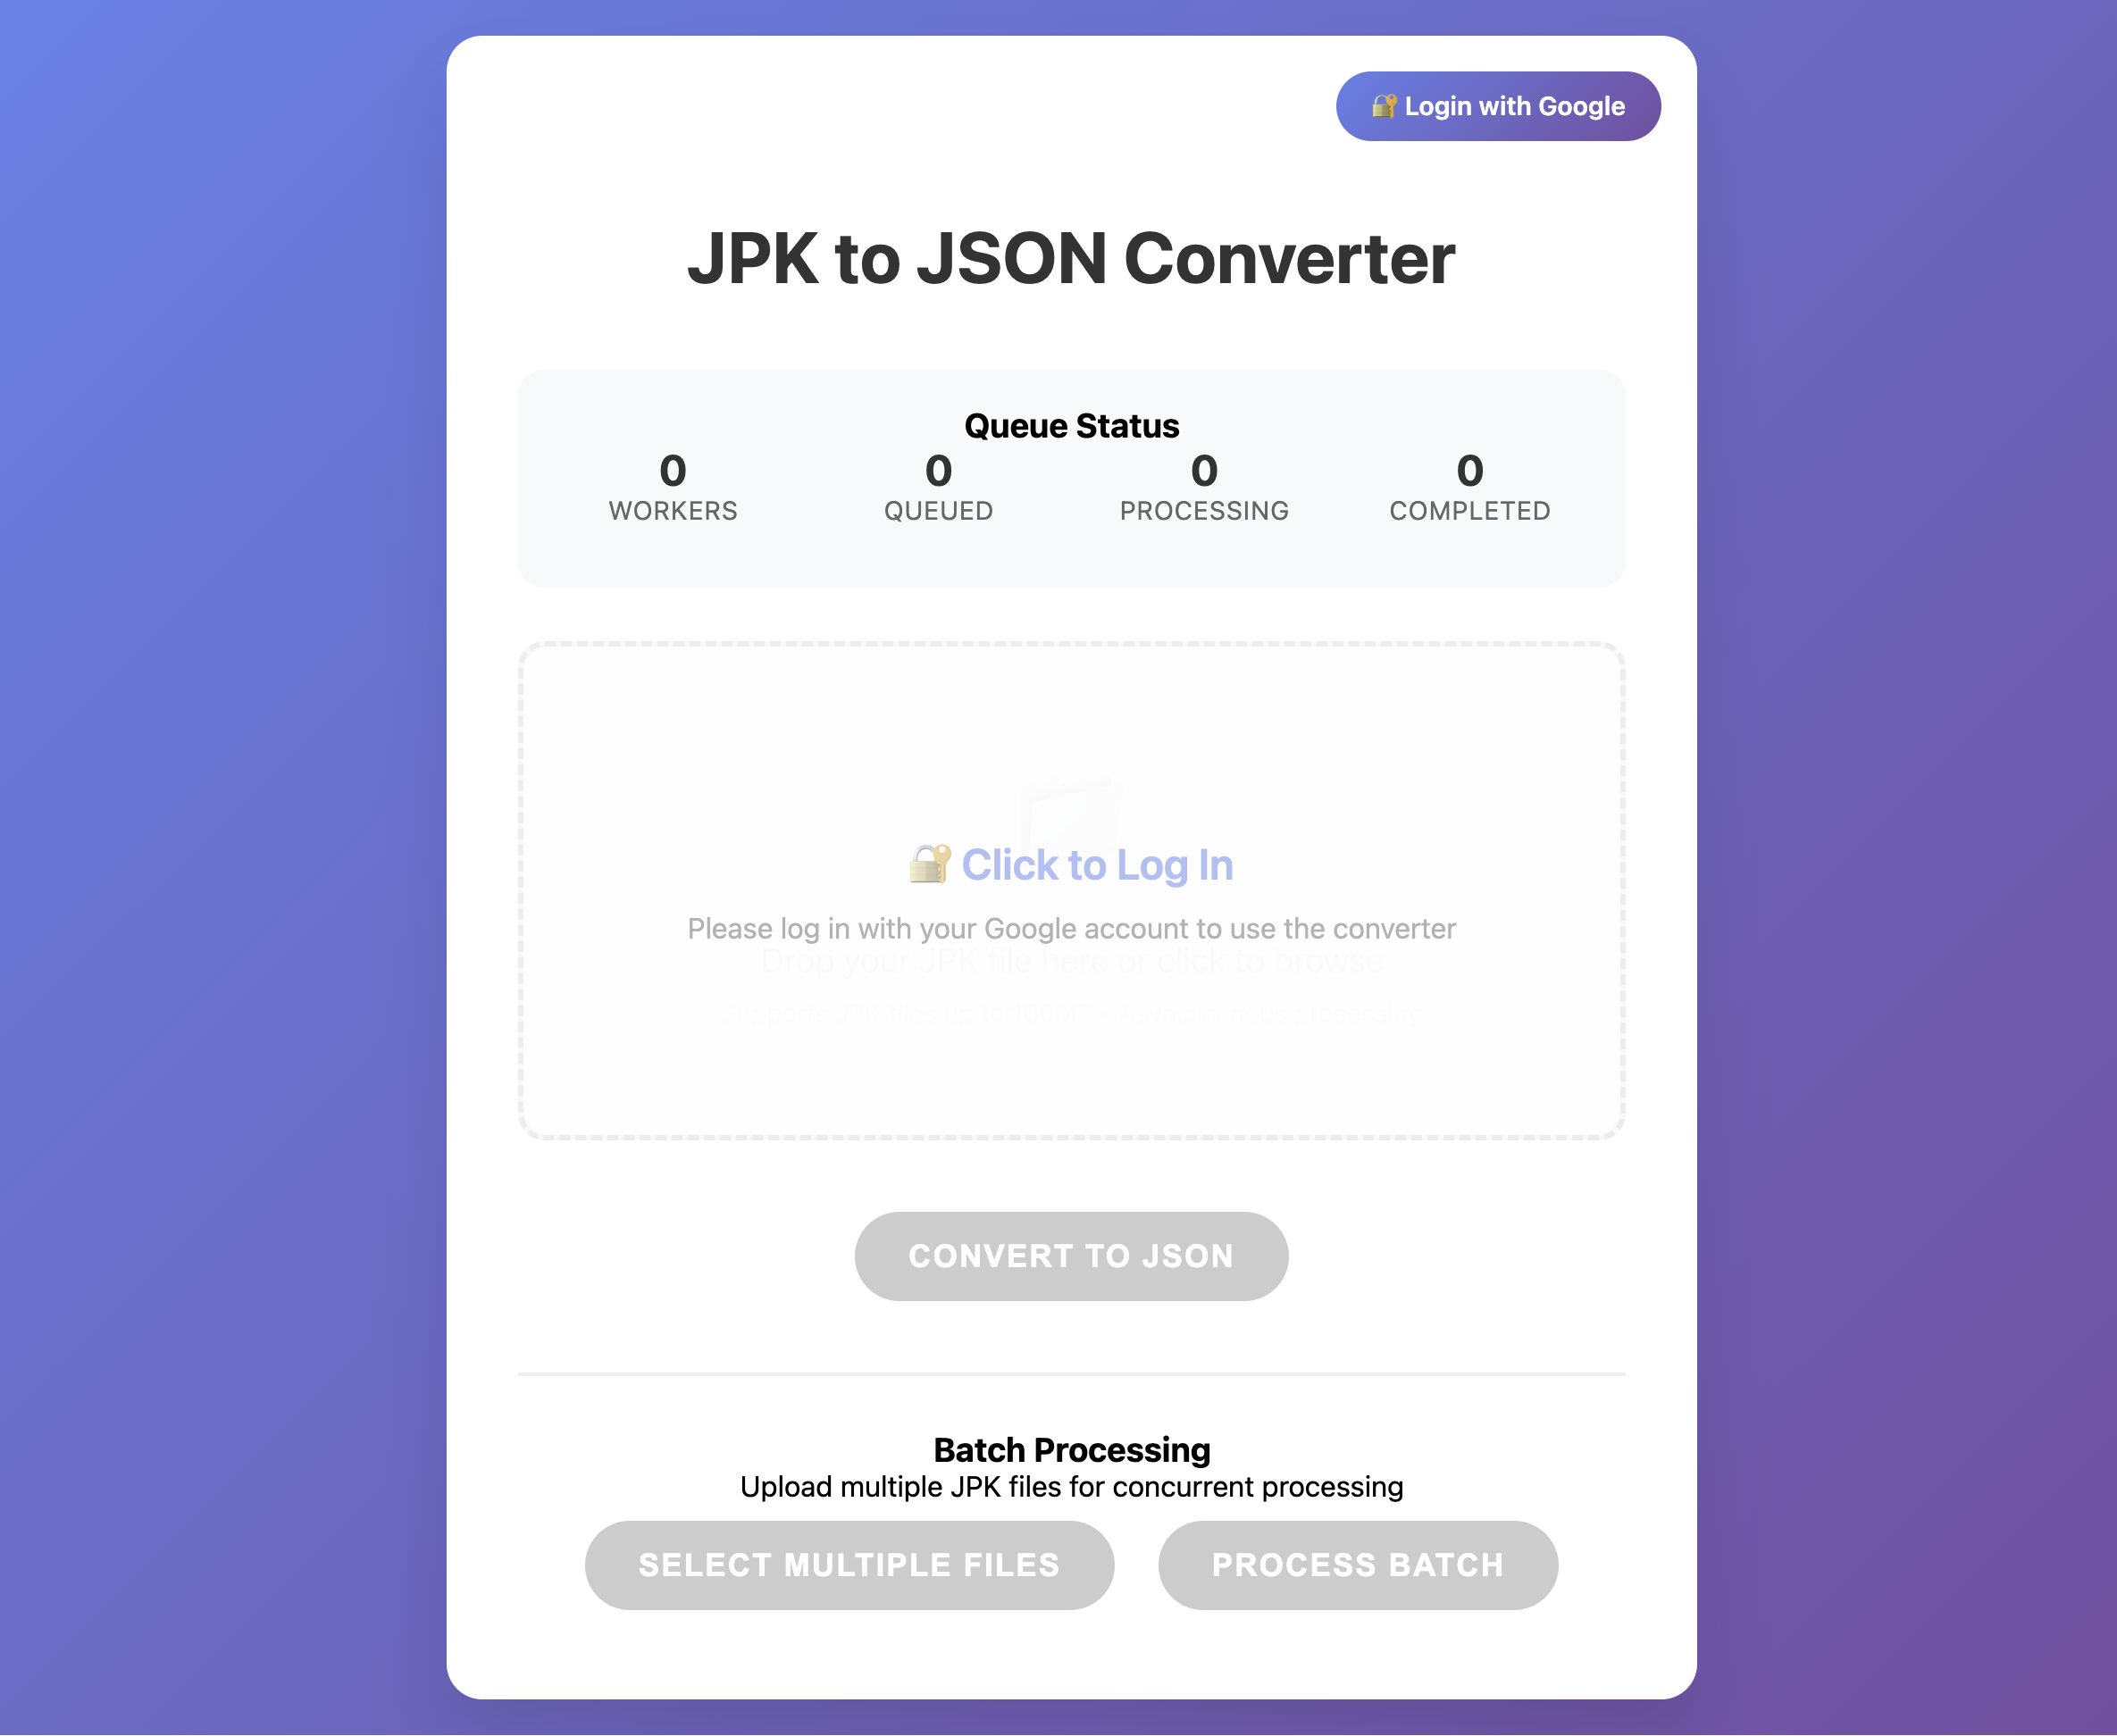 🔐 Login with Google
JPK to JSON Converter
Queue Status
0 0 0 0
WORKERS QUEUED PROCESSING COMPLETED
🔐 Click to Log In
Please log in with your Google account to use the converter
Drop your JPK file here or click to browse
Supports JPK files up to 100MB • Asynchronous processing
CONVERT TO JSON
Batch Processing
Upload multiple JPK files for concurrent processing
SELECT MULTIPLE FILES PROCESS BATCH